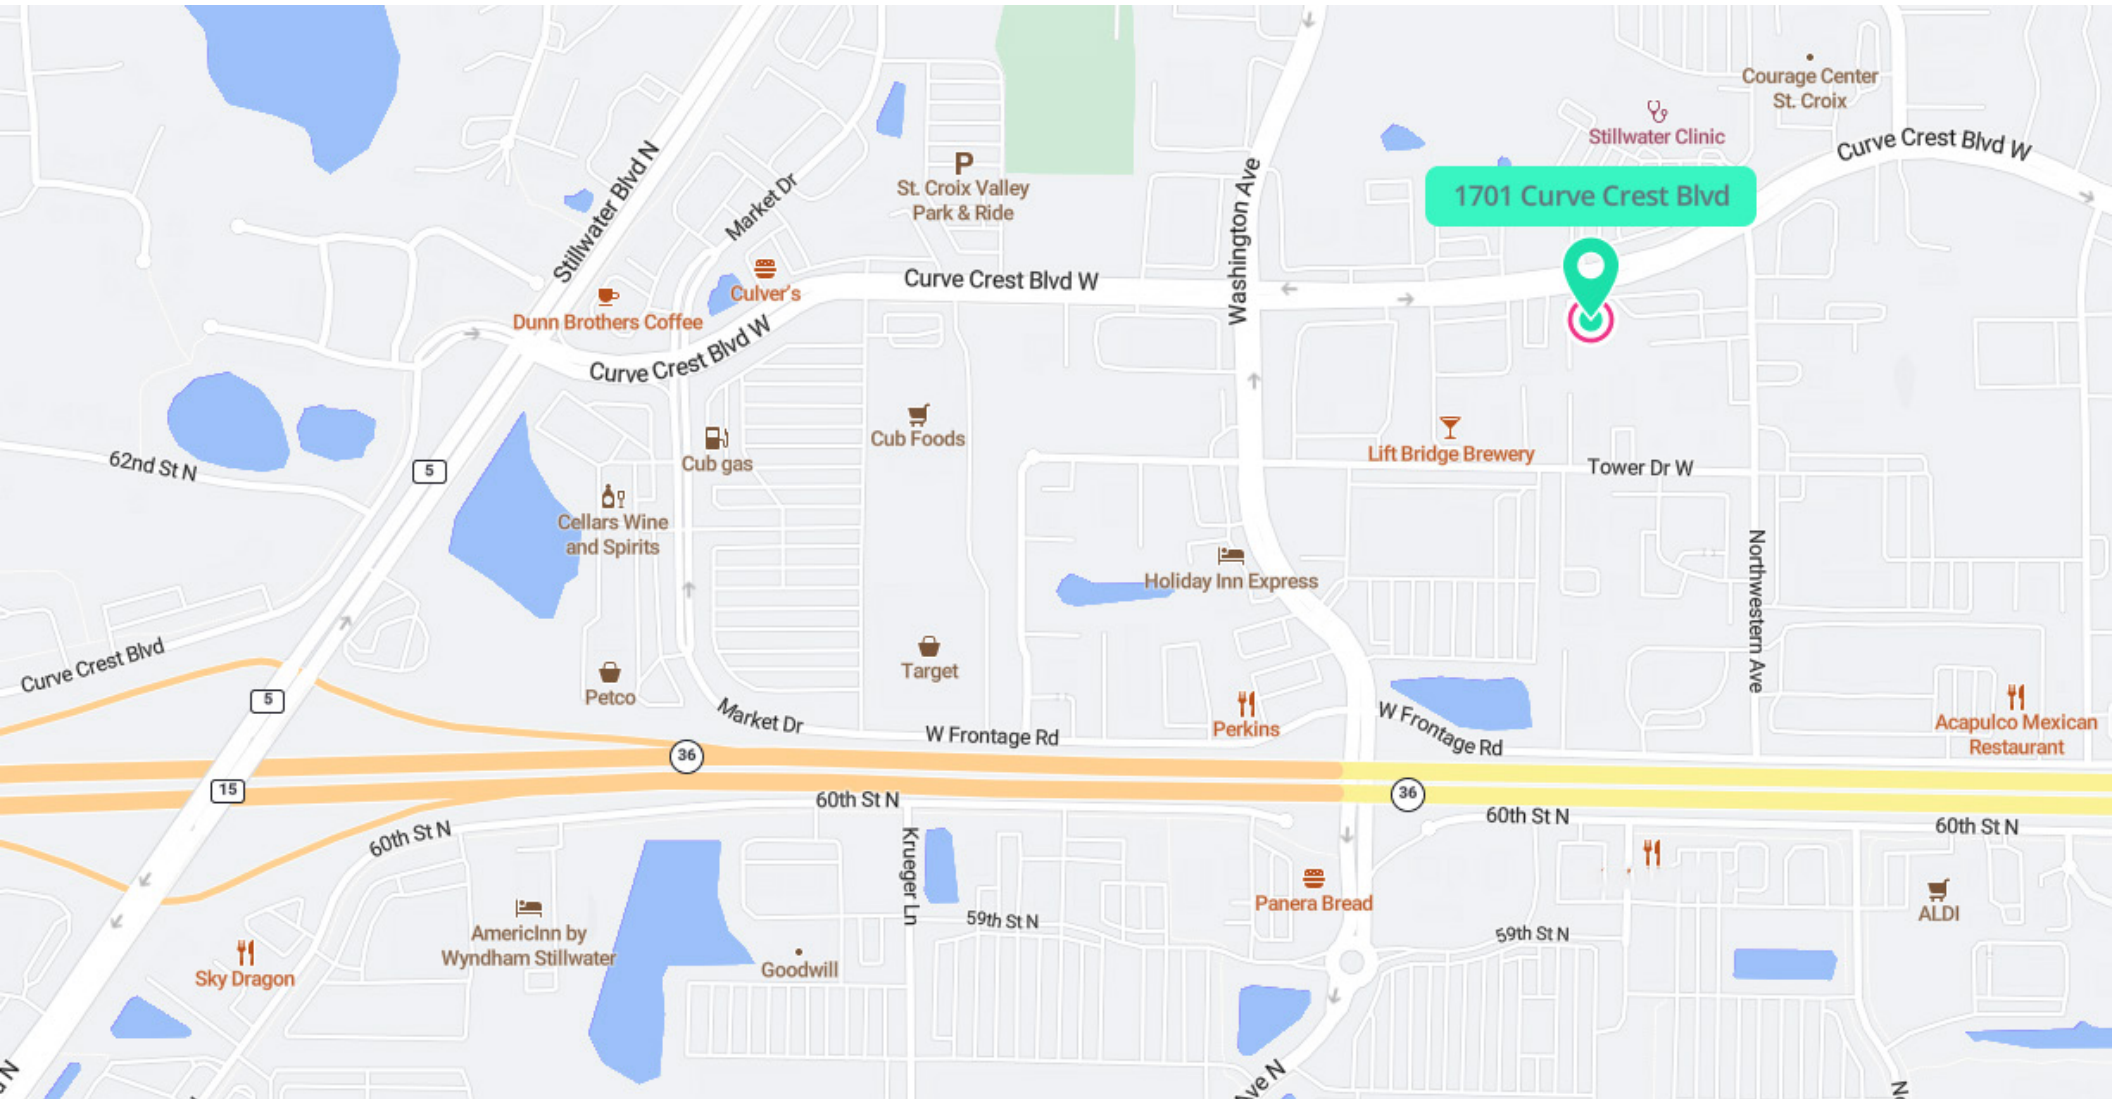 Courage Center
St. Croix
Stillwater Clinic
Curve Crest Blvd W
Stillwater Blvd N
Market Dr
P
St. Croix Valley
Park & Ride
Washington Ave
1701 Curve Crest Blvd
Culver's
Curve Crest Blvd W
Dunn Brothers Coffee
Curve Crest Blvd W
Cub Foods
Cub gas
Lift Bridge Brewery
Tower Dr W
62nd St N
5
Cellars Wine
and Spirits
Northwestern Ave
Holiday Inn Express
Curve Crest Blvd
5
Petco
Target
Market Dr
W Frontage Rd
Perkins
W Frontage Rd
Acapulco Mexican
Restaurant
36
15
36
60th St N
60th St N
60th St N
60th St N
Krueger Ln
Panera Bread
ALDI
59th St N
59th St N
AmericInn by
Wyndham Stillwater
Goodwill
Sky Dragon
Ave N
N